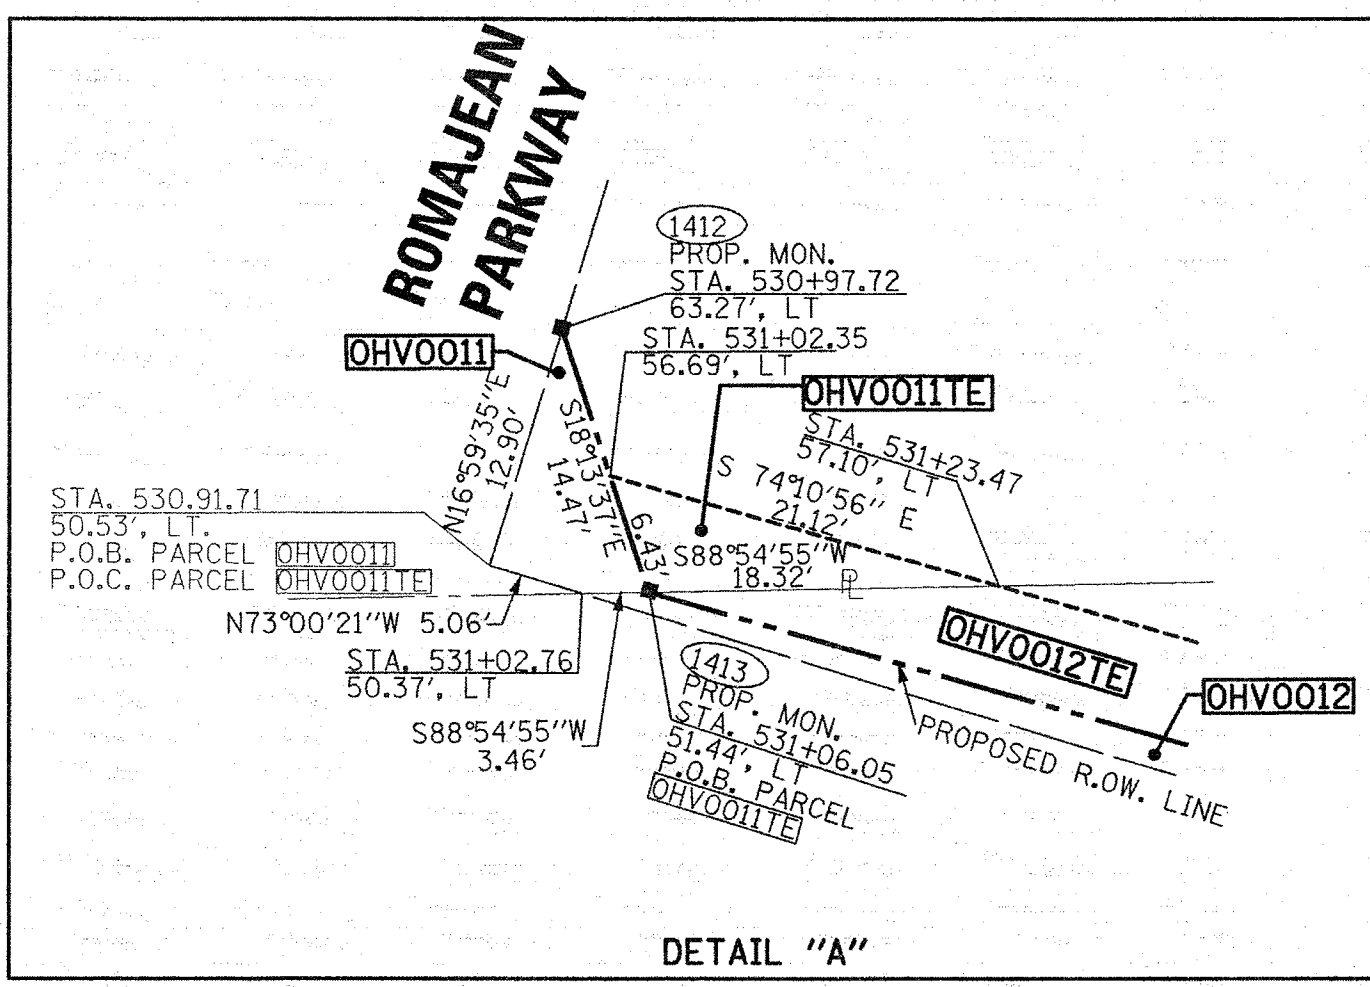 ROMAJEAN
PARKWAY
1412
PROP. MON.
STA. 530+97.72
63.27', LT
STA. 531+02.35
56.69', LT
OHV0011
OHV0011TE
STA. 531+23.47
57.10', LT
S 74°10'56" E
21.12'
N16°59'35"E
12.90'
S18°13'37"E
14.47'
6.43'
S88°54'55"W
18.32'
PL
STA. 530.91.71
50.53', LT.
P.O.B. PARCEL OHV0011
P.O.C. PARCEL OHV0011TE
N73°00'21"W 5.06'
STA. 531+02.76
50.37', LT
S88°54'55"W
3.46'
1413
PROP. MON.
STA. 531+06.05
51.44', LT
P.O.B. PARCEL
OHV0011TE
OHV0012TE
OHV0012
PROPOSED R.OW. LINE
DETAIL "A"